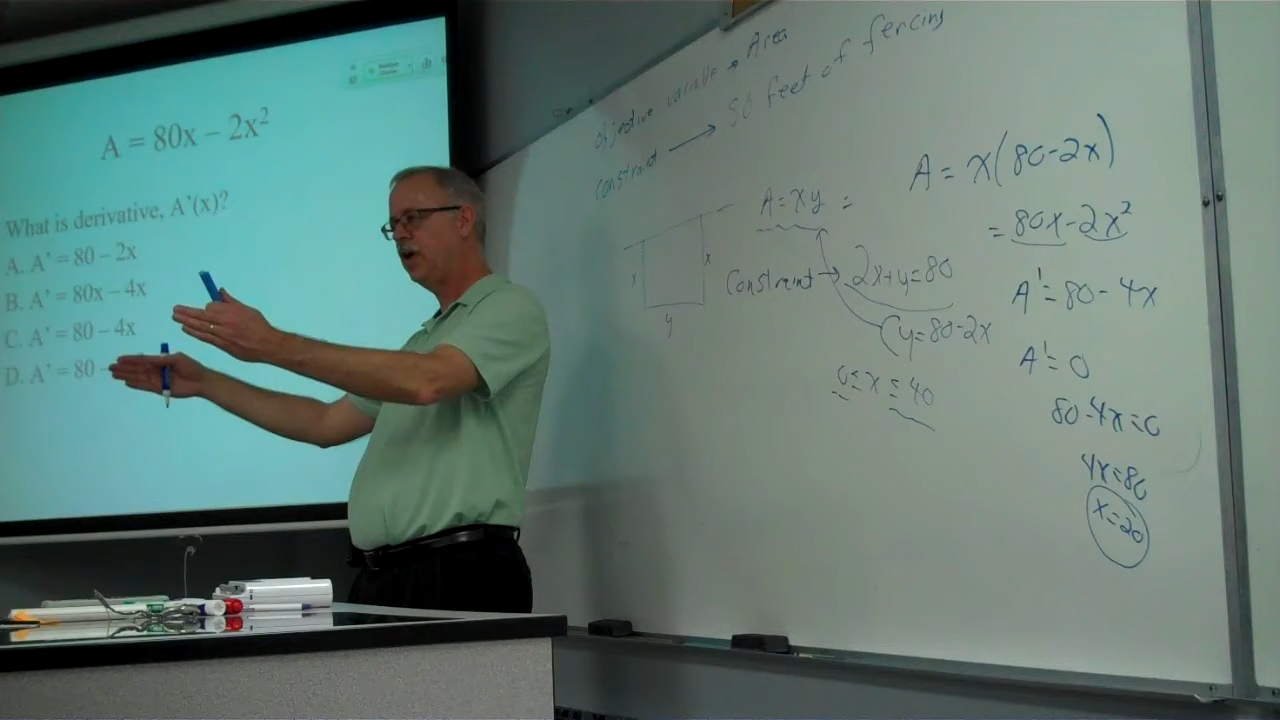 A = 80x – 2x²
What is derivative, A'(x)?
A. A' = 80 – 2x
B. A' = 80x – 4x
C. A' = 80 – 4x
D. A' = 80
objective variable → Area
constraint → 80 feet of fencing
A = xy =
x
x
y
Constraint → 2x+y=80
(y=80-2x
0≤x≤40
A = x(80-2x)
= 80x-2x²
A'=80-4x
A'=0
80-4x=0
4x=80
x=20